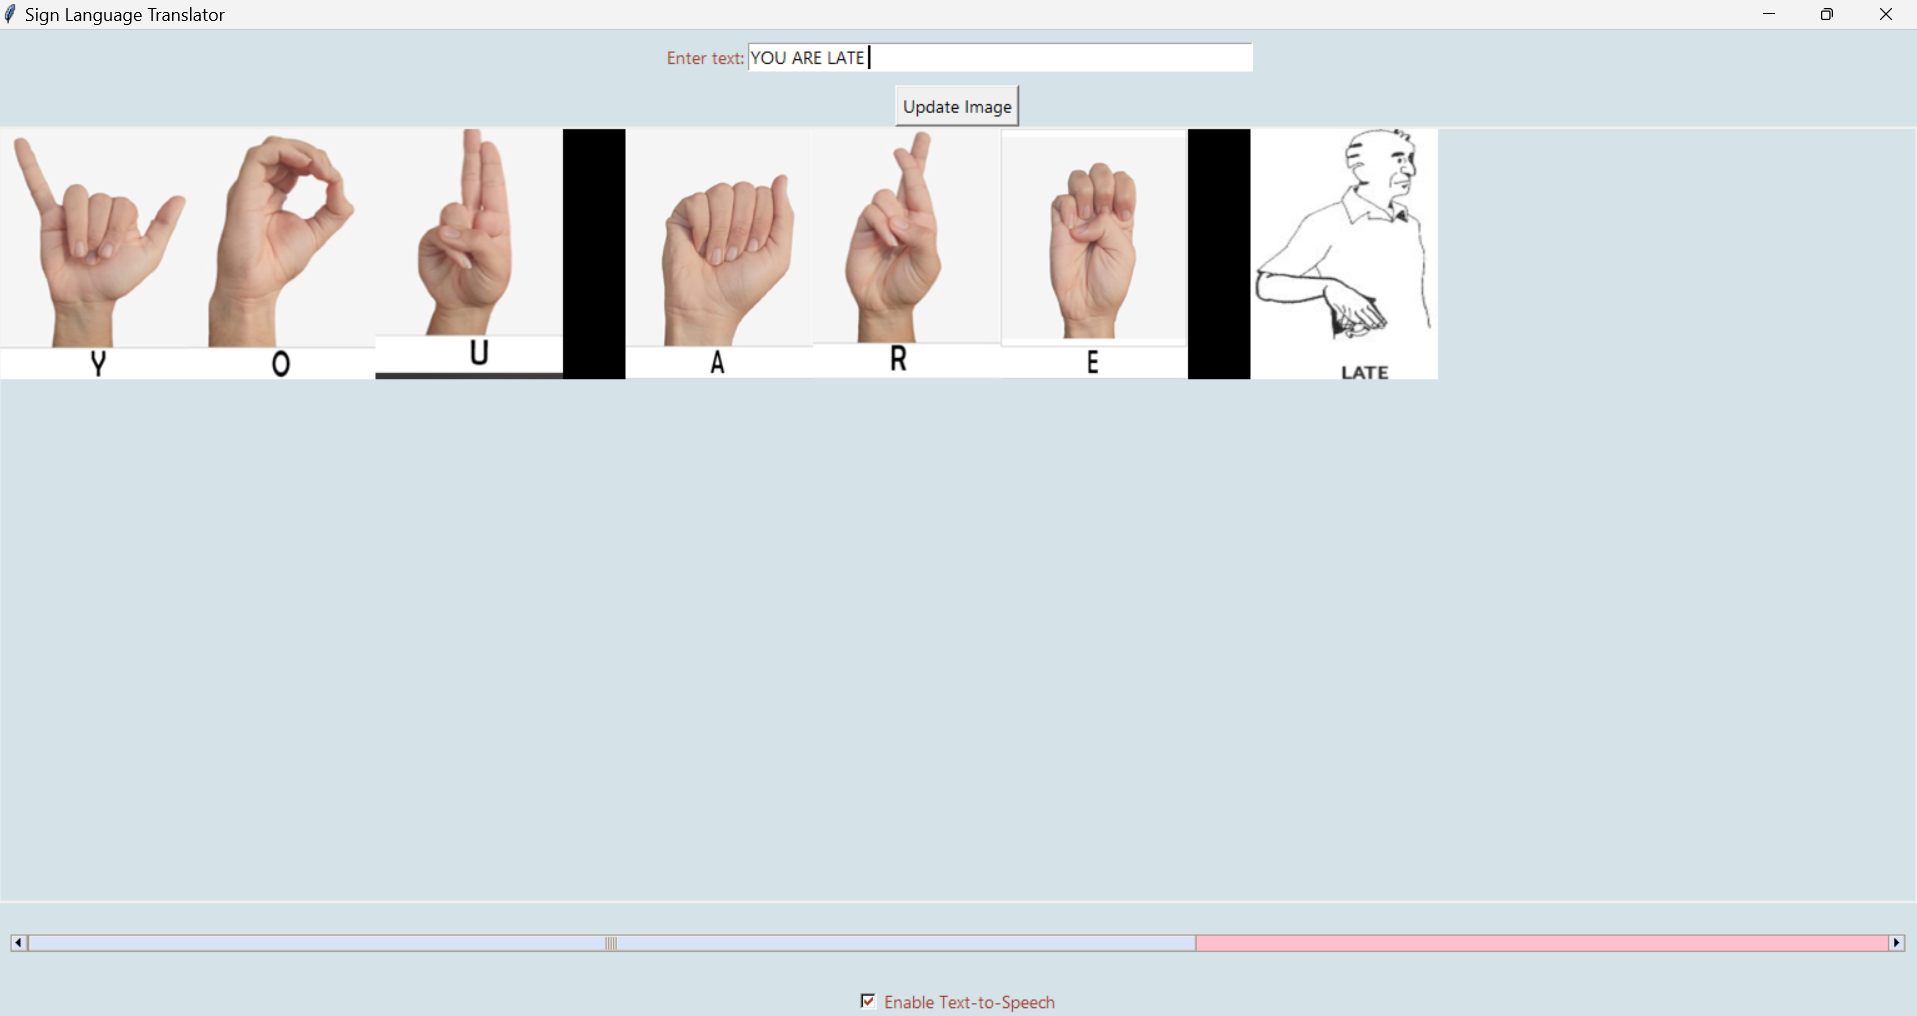 Sign Language Translator
Enter text: YOU ARE LATE
Update Image
Y O U A R E LATE
Enable Text-to-Speech